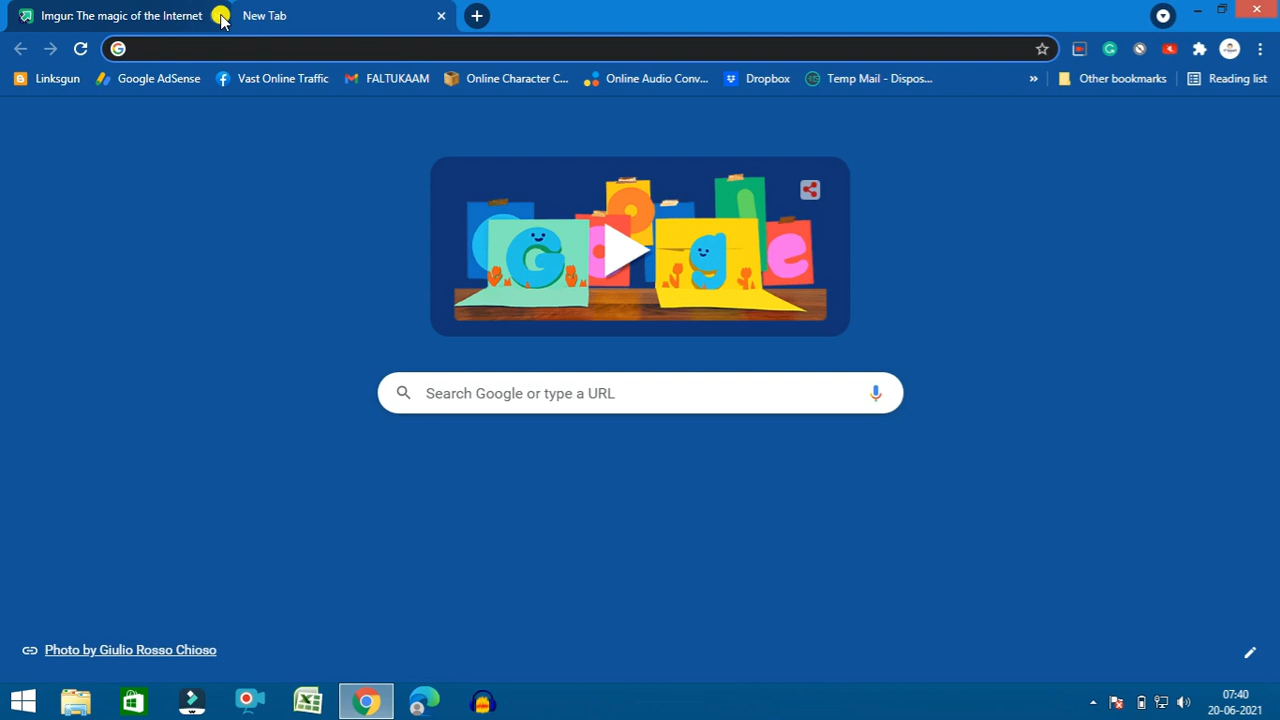 Imgur: The magic of the Internet
New Tab
Linksgun
Google AdSense
Vast Online Traffic
FALTUKAAM
Online Character C...
Online Audio Conv...
Dropbox
Temp Mail - Dispos...
»
Other bookmarks
Reading list
G g e
Search Google or type a URL
Photo by Giulio Rosso Chioso
07:40
20-06-2021